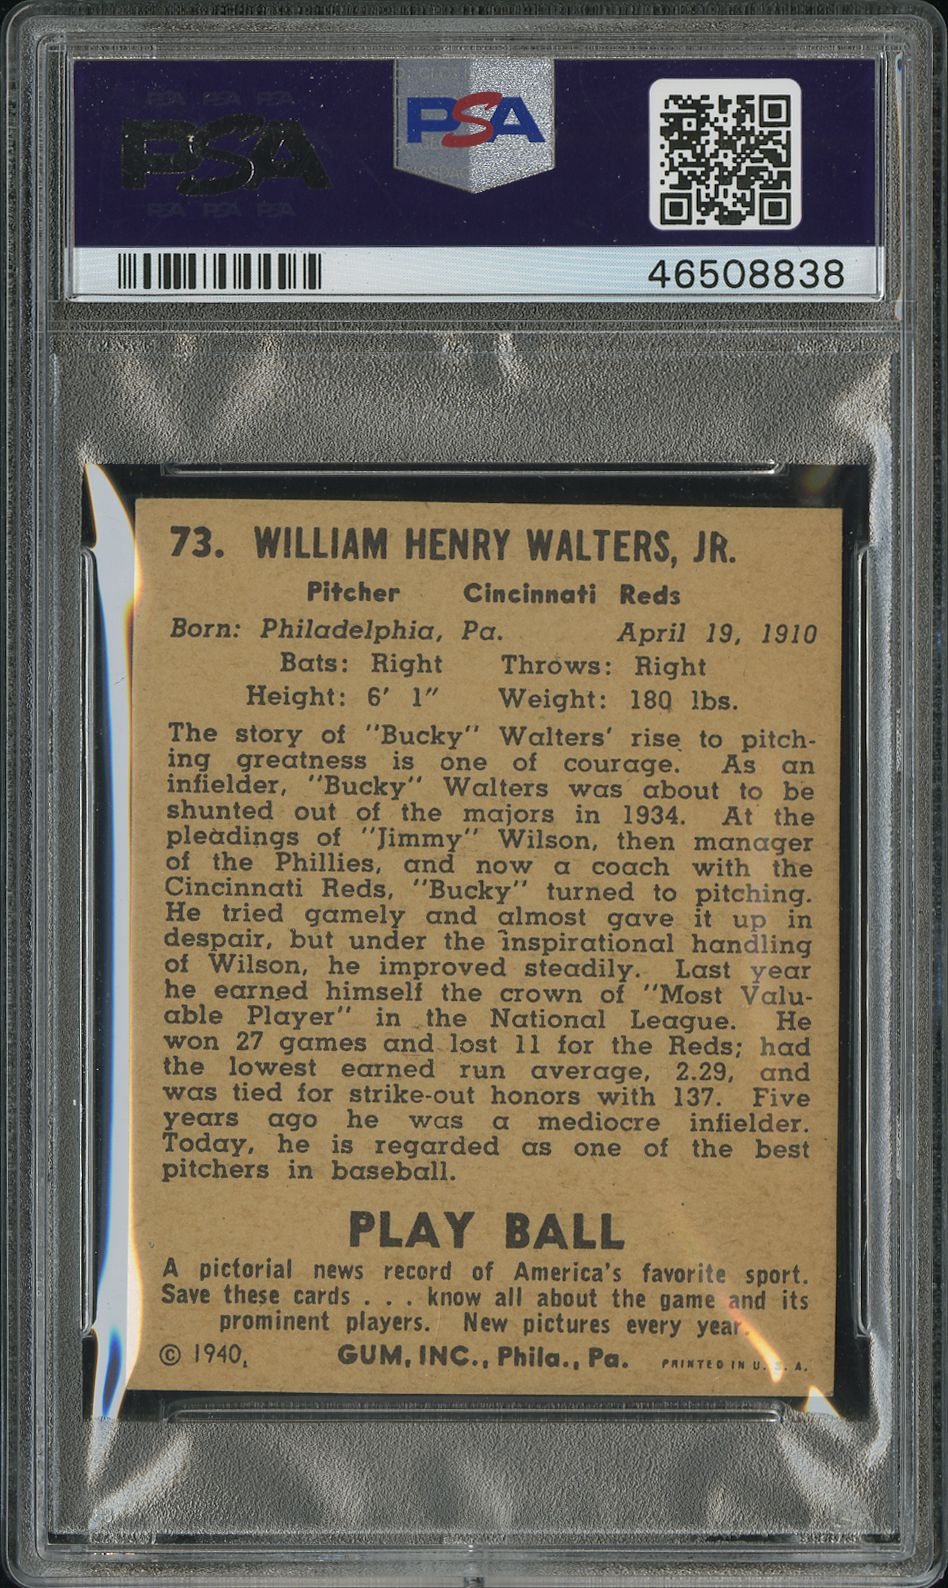 PSA PSA PSA
PSA
PSA
PSA PSA PSA
46508838
73. WILLIAM HENRY WALTERS, JR.
Pitcher Cincinnati Reds
Born: Philadelphia, Pa. April 19, 1910
Bats: Right Throws: Right
Height: 6' 1" Weight: 180 lbs.
The story of "Bucky" Walters' rise to pitch-
ing greatness is one of courage. As an
infielder, "Bucky" Walters was about to be
shunted out of the majors in 1934. At the
pleadings of "Jimmy" Wilson, then manager
of the Phillies, and now a coach with the
Cincinnati Reds, "Bucky" turned to pitching.
He tried gamely and almost gave it up in
despair, but under the inspirational handling
of Wilson, he improved steadily. Last year
he earned himself the crown of "Most Valu-
able Player" in the National League. He
won 27 games and lost 11 for the Reds; had
the lowest earned run average, 2.29, and
was tied for strike-out honors with 137. Five
years ago he was a mediocre infielder.
Today, he is regarded as one of the best
pitchers in baseball.
PLAY BALL
A pictorial news record of America's favorite sport.
Save these cards . . . know all about the game and its
prominent players. New pictures every year.
© 1940, GUM, INC., Phila., Pa. PRINTED IN U. S. A.